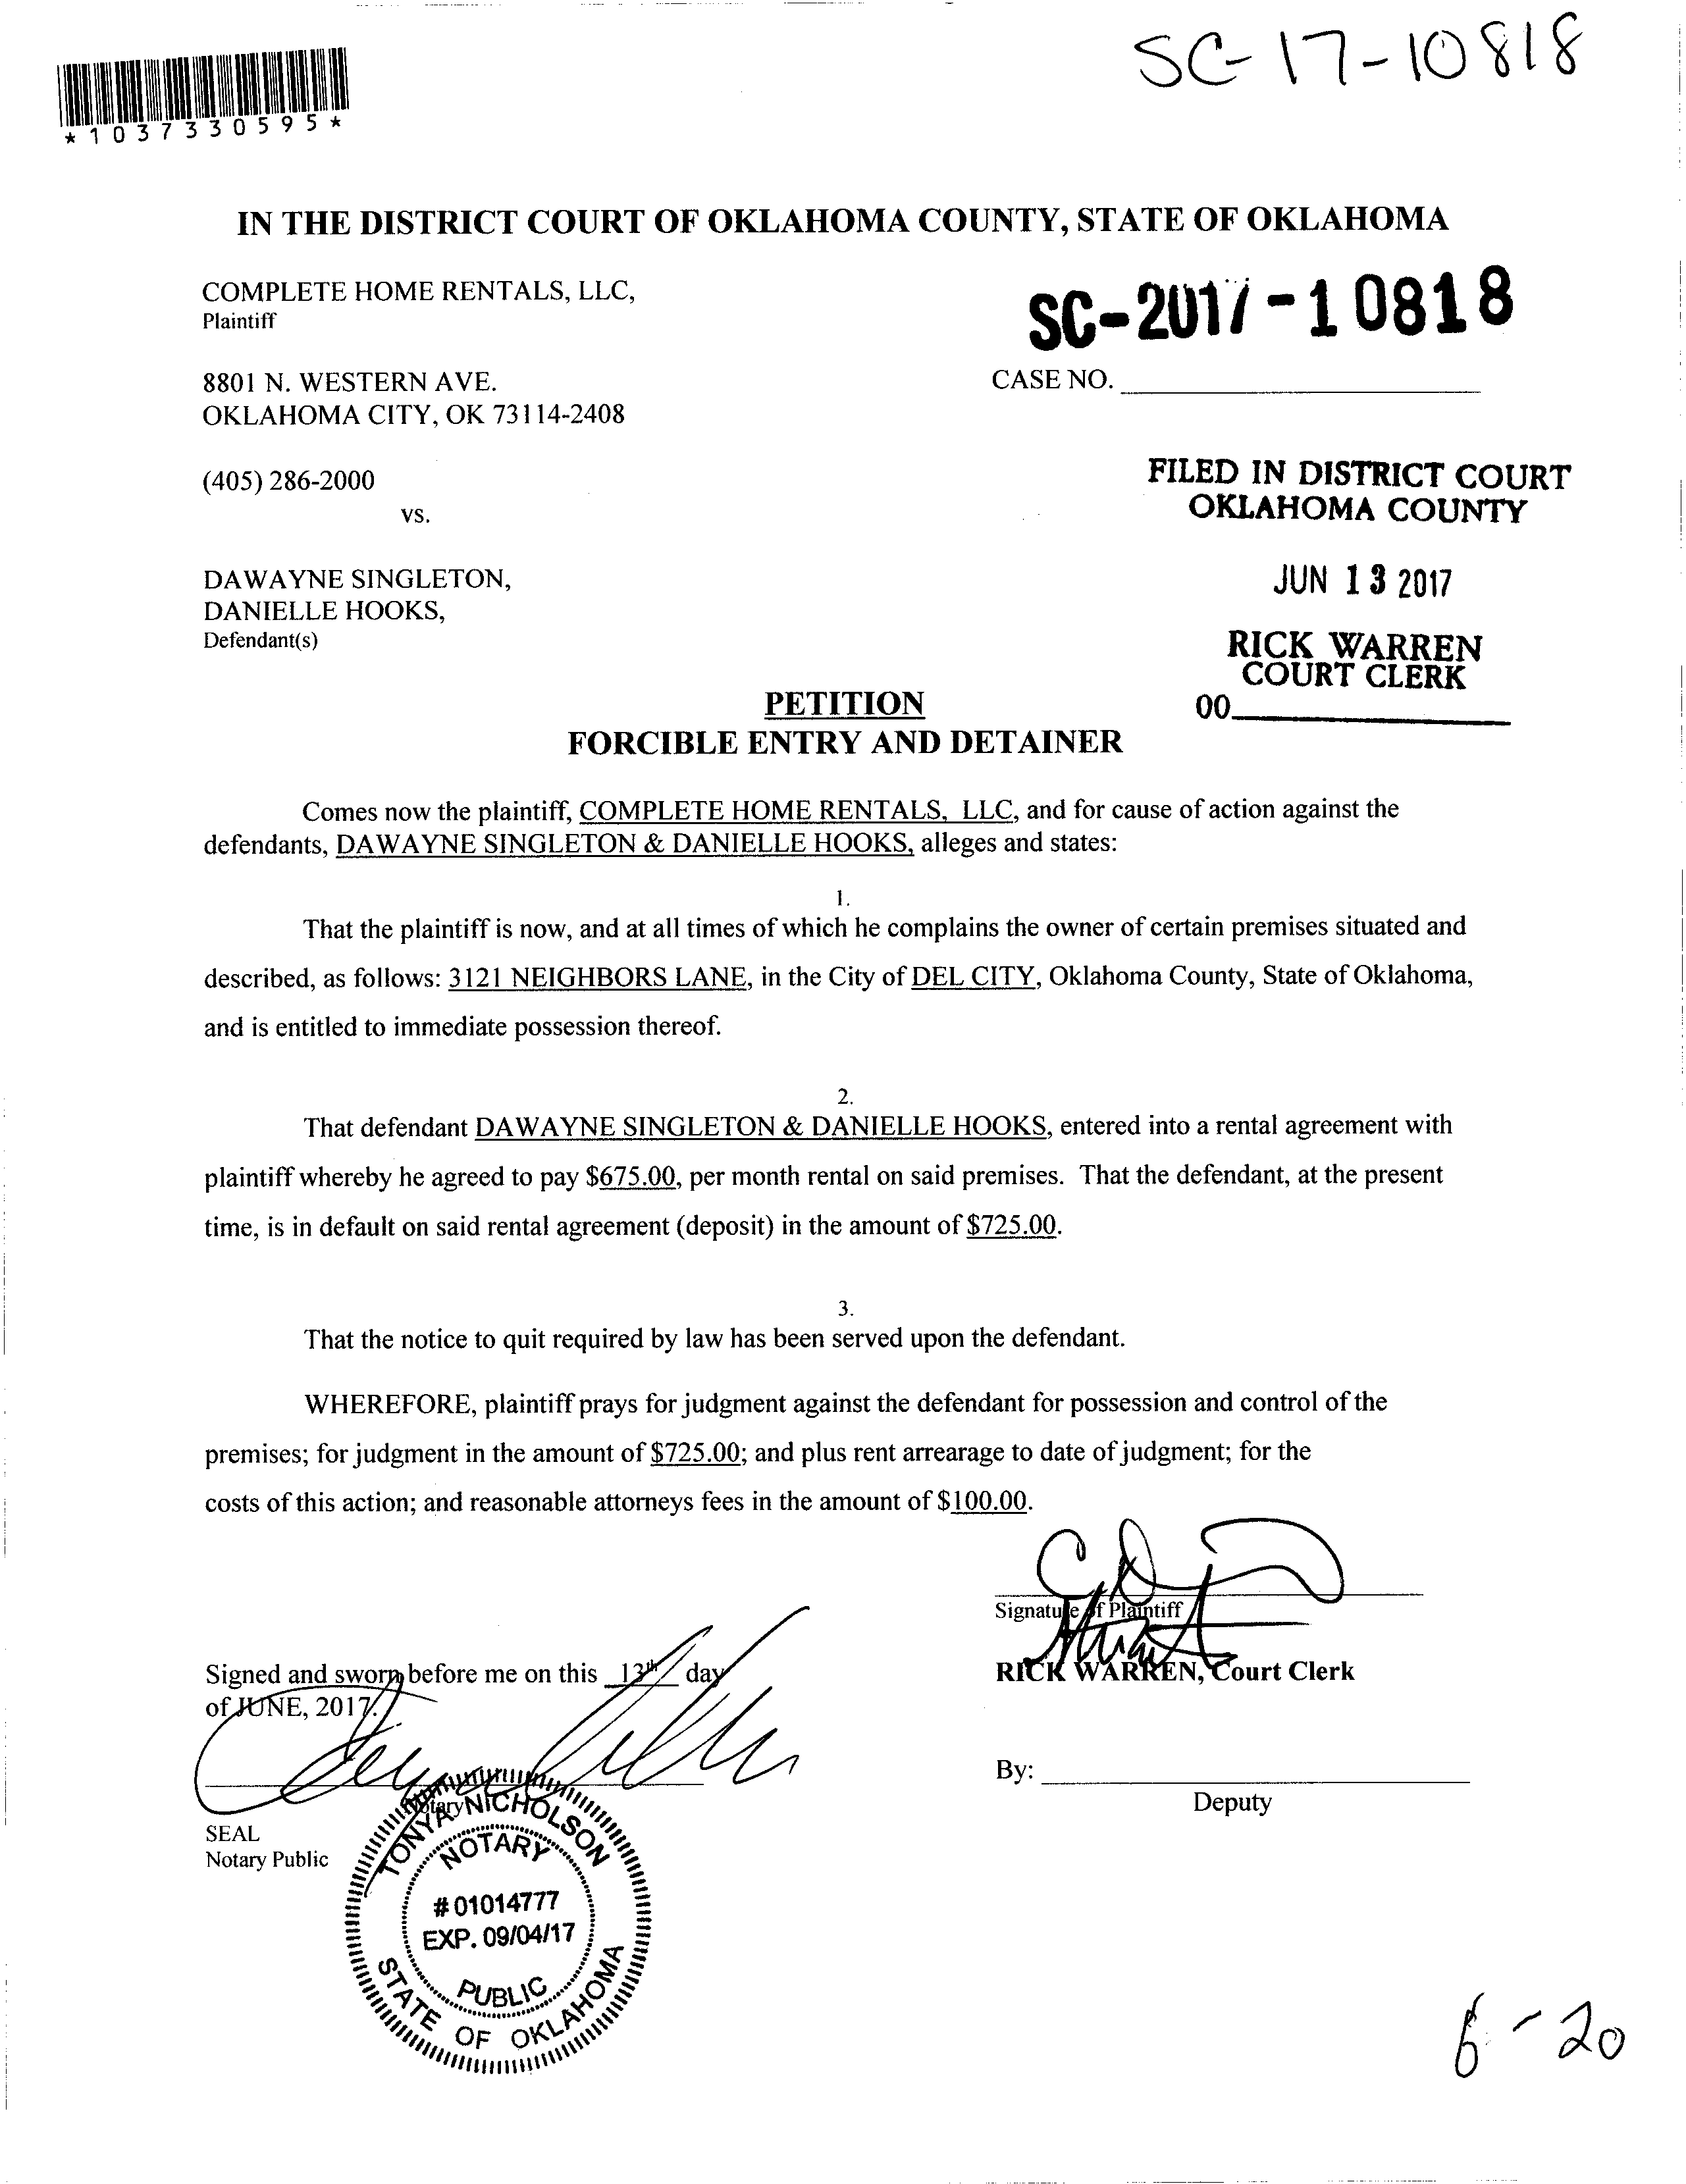 SC-17-10818
*1037330595*
IN THE DISTRICT COURT OF OKLAHOMA COUNTY, STATE OF OKLAHOMA
COMPLETE HOME RENTALS, LLC,
Plaintiff
SC-2017-10818
8801 N. WESTERN AVE.
CASE NO.
OKLAHOMA CITY, OK 73114-2408
(405) 286-2000
vs.
FILED IN DISTRICT COURT
OKLAHOMA COUNTY
DAWAYNE SINGLETON,
DANIELLE HOOKS,
Defendant(s)
JUN 13 2017
RICK WARREN
COURT CLERK
00
PETITION
FORCIBLE ENTRY AND DETAINER
Comes now the plaintiff, COMPLETE HOME RENTALS, LLC, and for cause of action against the
defendants, DAWAYNE SINGLETON & DANIELLE HOOKS, alleges and states:
1.
That the plaintiff is now, and at all times of which he complains the owner of certain premises situated and
described, as follows: 3121 NEIGHBORS LANE, in the City of DEL CITY, Oklahoma County, State of Oklahoma,
and is entitled to immediate possession thereof.
2.
That defendant DAWAYNE SINGLETON & DANIELLE HOOKS, entered into a rental agreement with
plaintiff whereby he agreed to pay $675.00, per month rental on said premises. That the defendant, at the present
time, is in default on said rental agreement (deposit) in the amount of $725.00.
3.
That the notice to quit required by law has been served upon the defendant.
WHEREFORE, plaintiff prays for judgment against the defendant for possession and control of the
premises; for judgment in the amount of $725.00; and plus rent arrearage to date of judgment; for the
costs of this action; and reasonable attorneys fees in the amount of $100.00.
Signature of Plaintiff
Signed and sworn before me on this 13th day
of JUNE, 2017.
RICK WARREN, Court Clerk
By:
Deputy
Notary
SEAL
Notary Public
TONYA NICHOLSON
NOTARY
# 01014777
EXP. 09/04/17
PUBLIC
STATE OF OKLAHOMA
6-20